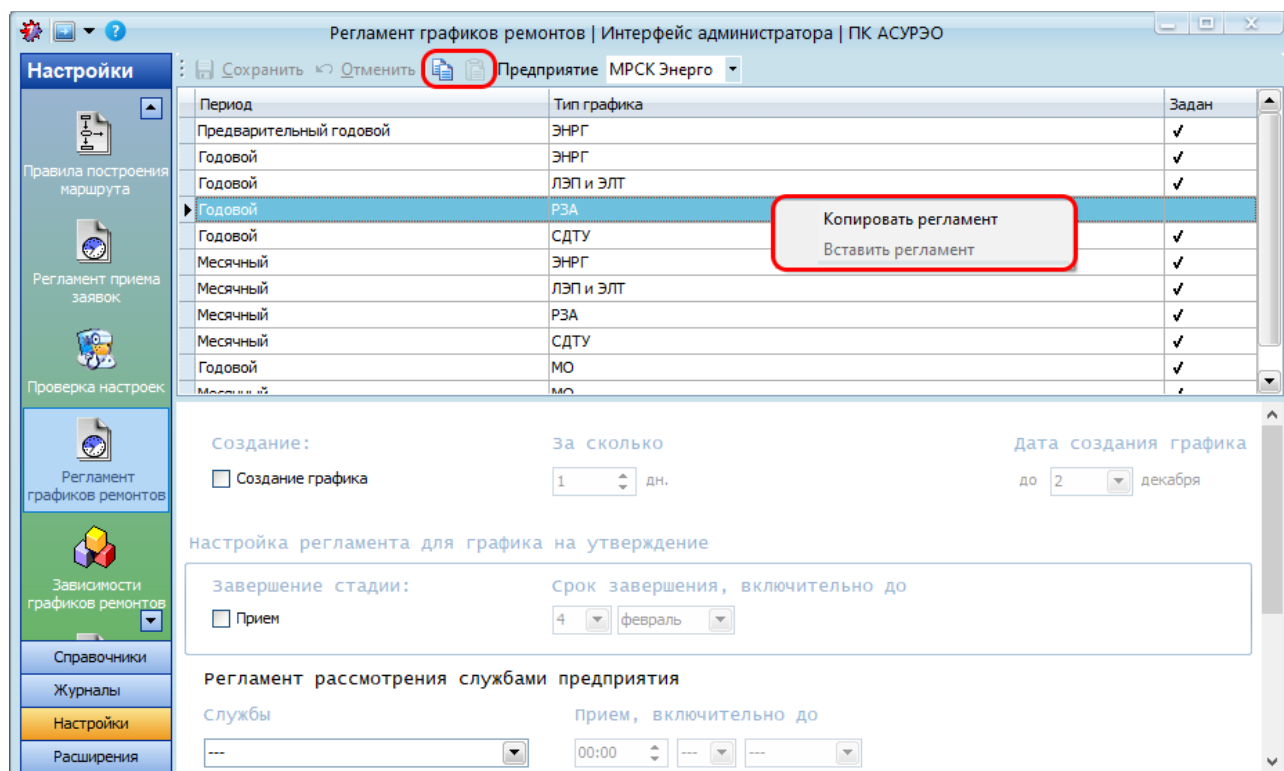 Регламент графиков ремонтов | Интерфейс администратора | ПК АСУРЭО
Настройки
Сохранить Отменить Предприятие МРСК Энерго
Правила построения маршрута
Регламент приема заявок
Проверка настроек
Регламент графиков ремонтов
Зависимости графиков ремонтов
Справочники
Журналы
Настройки
Расширения
Период Тип графика Задан
Предварительный годовой ЭНРГ ✓
Годовой ЭНРГ ✓
Годовой ЛЭП и ЭЛТ ✓
Годовой РЗА
Годовой СДТУ ✓
Месячный ЭНРГ ✓
Месячный ЛЭП и ЭЛТ ✓
Месячный РЗА ✓
Месячный СДТУ ✓
Годовой МО ✓
Месячный МО ✓
Копировать регламент
Вставить регламент
Создание: За сколько Дата создания графика
Создание графика 1 дн. до 2 декабря
Настройка регламента для графика на утверждение
Завершение стадии: Срок завершения, включительно до
Прием 4 февраль
Регламент рассмотрения службами предприятия
Службы Прием, включительно до
--- 00:00 --- ---